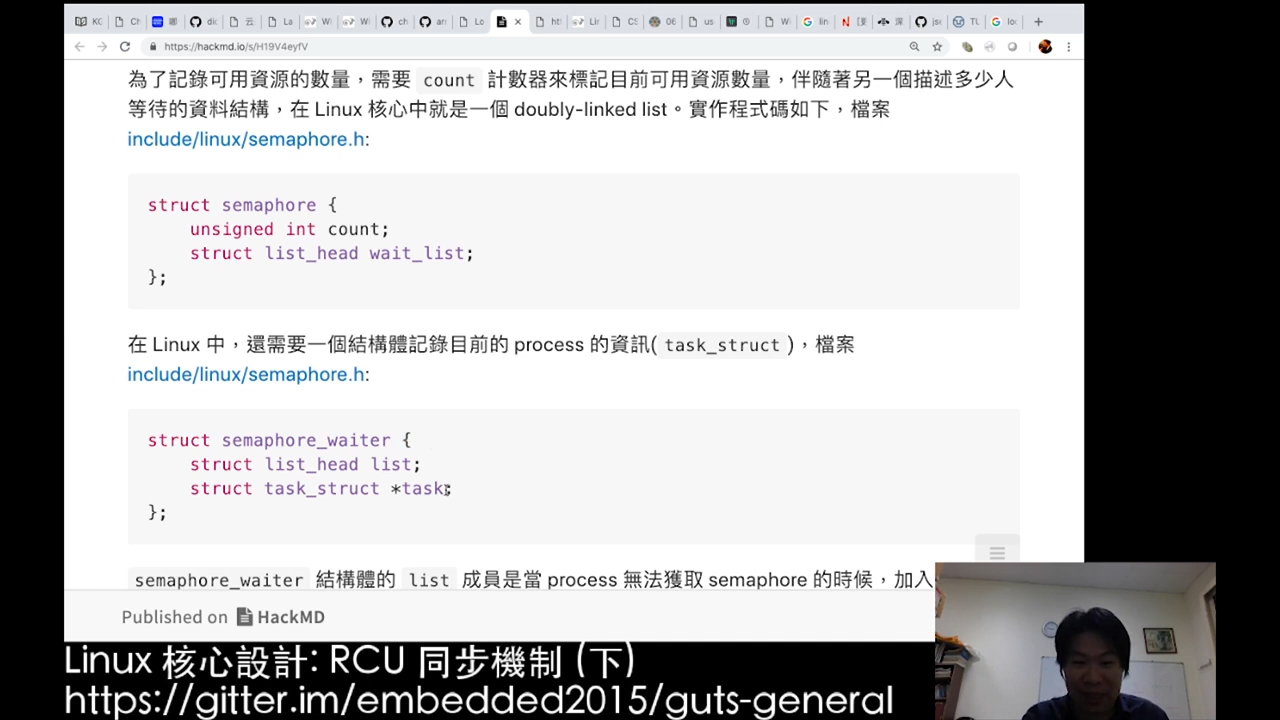 https://hackmd.io/s/H19V4eyfV
為了記錄可用資源的數量，需要 count 計數器來標記目前可用資源數量，伴隨著另一個描述多少人
等待的資料結構，在 Linux 核心中就是一個 doubly-linked list。實作程式碼如下，檔案
include/linux/semaphore.h:
struct semaphore {
unsigned int count;
struct list_head wait_list;
};
在 Linux 中，還需要一個結構體記錄目前的 process 的資訊( task_struct )，檔案
include/linux/semaphore.h:
struct semaphore_waiter {
struct list_head list;
struct task_struct *task;
};
semaphore_waiter 結構體的 list 成員是當 process 無法獲取 semaphore 的時候，加入
Published on HackMD
Linux 核心設計: RCU 同步機制 (下)
https://gitter.im/embedded2015/guts-general